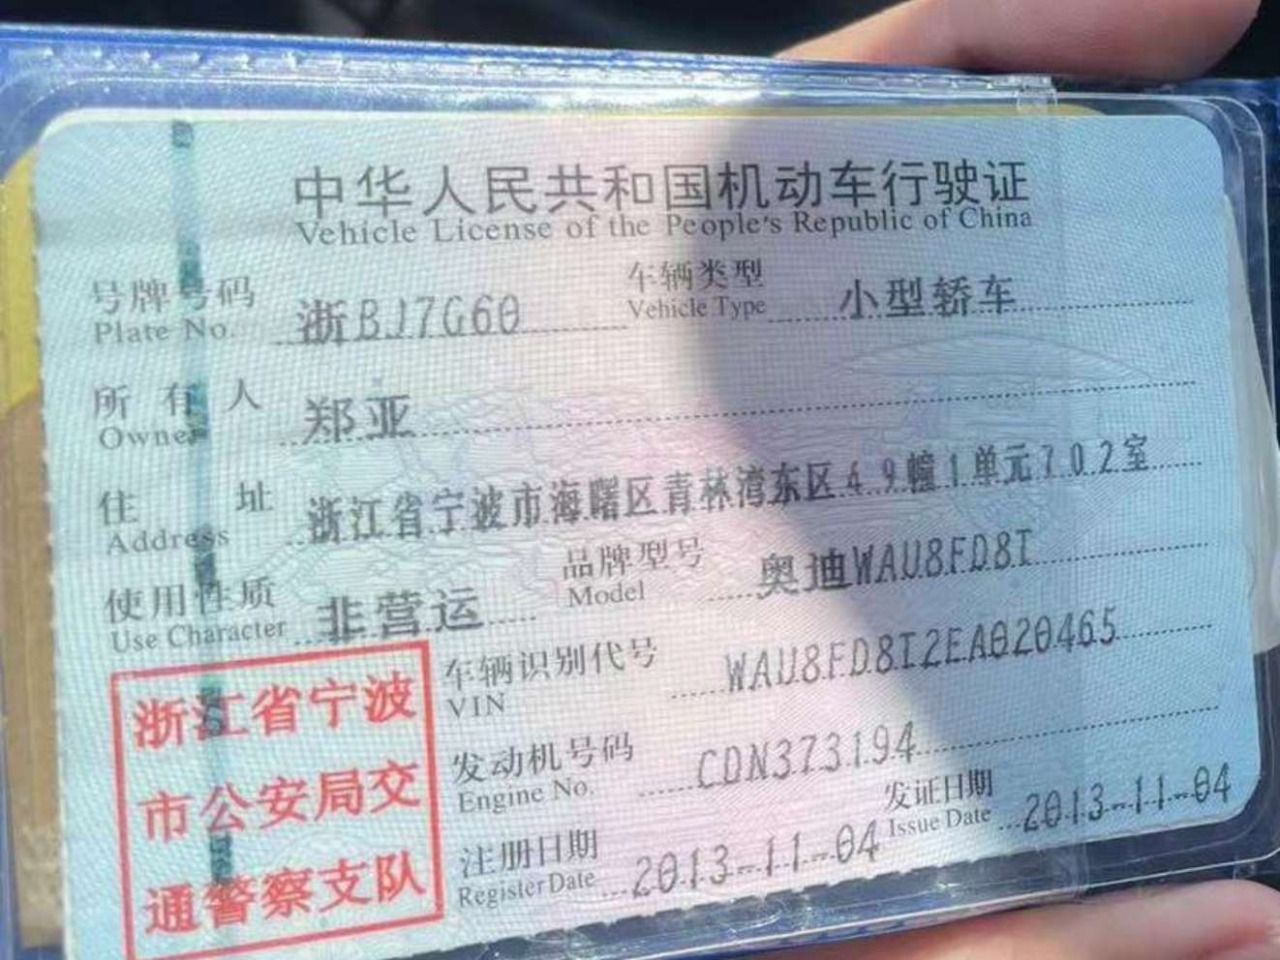 中华人民共和国机动车行驶证
Vehicle License of the People's Republic of China
号牌号码 浙BJ7G60 车辆类型 小型轿车
Plate No. Vehicle Type
所有人 郑亚
Owner
住址 浙江省宁波市海曙区青林湾东区49幢1单元702室
Address
使用性质 非营运 品牌型号 奥迪WAU8FD8T
Use Character Model
车辆识别代号 WAU8FD8T2EA020465
VIN
发动机号码 CDN373194
Engine No.
注册日期 2013-11-04 发证日期 2013-11-04
Register Date Issue Date
浙江省宁波
市公安局交
通警察支队